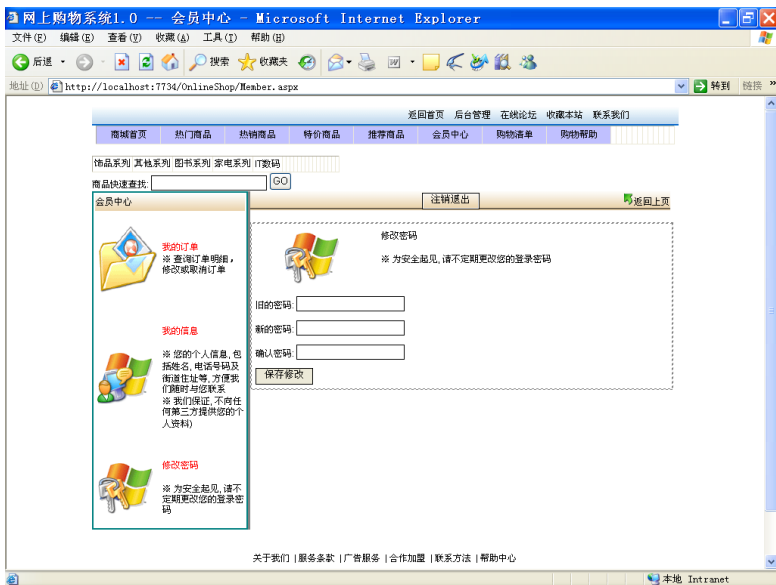 网上购物系统1.0 -- 会员中心 - Microsoft Internet Explorer
文件(F) 编辑(E) 查看(V) 收藏(A) 工具(T) 帮助(H)
后退 搜索 收藏夹
地址(D) http://localhost:7734/OnlineShop/Member.aspx 转到 链接 »
返回首页 后台管理 在线论坛 收藏本站 联系我们
商城首页 热门商品 热销商品 特价商品 推荐商品 会员中心 购物清单 购物帮助
饰品系列 其他系列 图书系列 家电系列 IT数码
商品快速查找: GO
会员中心 注销退出 返回上页
我的订单
※ 查询订单明细,
修改或取消订单
我的信息
※ 您的个人信息,包
括姓名,电话号码及
街道住址等,方便我
们随时与您联系
※ 我们保证,不向任
何第三方提供您的个
人资料)
修改密码
※ 为安全起见,请不
定期更改您的登录密
码
修改密码
※ 为安全起见,请不定期更改您的登录密码
旧的密码:
新的密码:
确认密码:
保存修改
关于我们 |服务条款 |广告服务 |合作加盟 |联系方法 |帮助中心
本地 Intranet